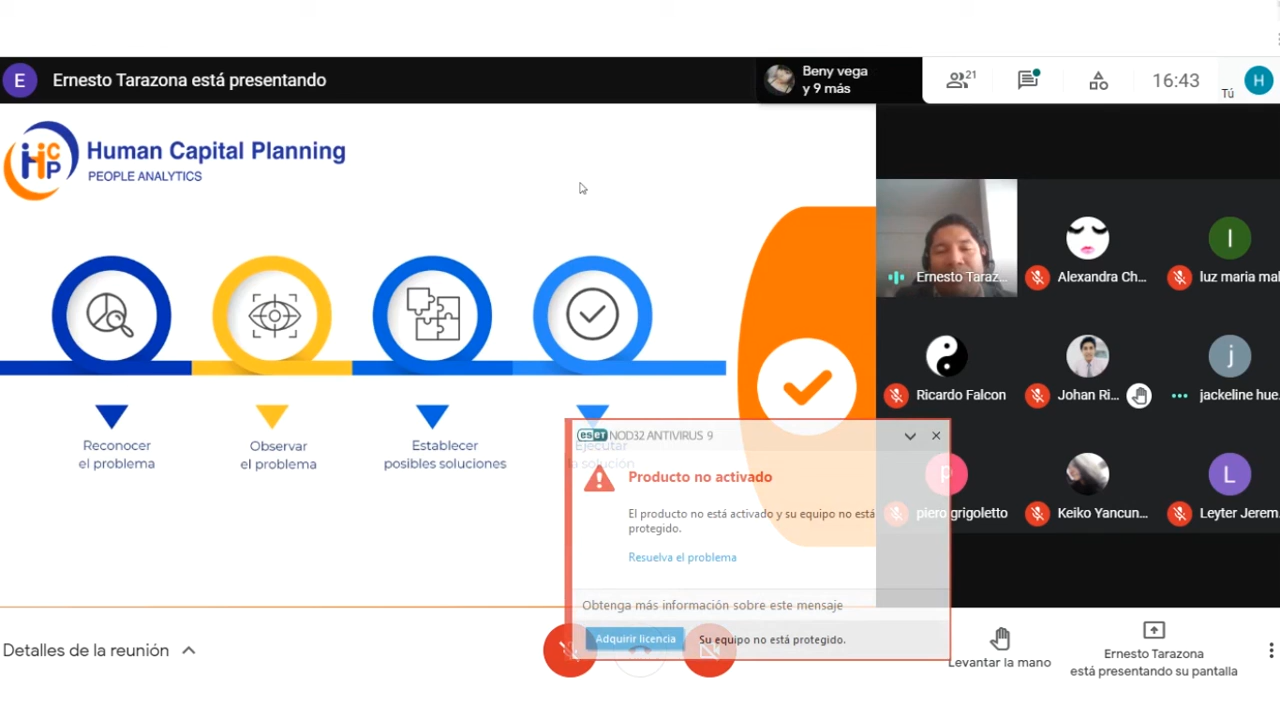 E
Ernesto Tarazona está presentando
Beny vega
y 9 más
21
16:43
Tú
H
HCP
Human Capital Planning
PEOPLE ANALYTICS
Reconocer
el problema
Observar
el problema
Establecer
posibles soluciones
Ejecutar
la solución
Ernesto Taraz...
Alexandra Ch...
I
luz maria mal
Ricardo Falcon
Johan Ri...
j
jackeline hue.
P
piero grigoletto
Keiko Yancun...
L
Leyter Jerem.
eset NOD32 ANTIVIRUS 9
Producto no activado
El producto no está activado y su equipo no está
protegido.
Resuelva el problema
Obtenga más información sobre este mensaje
Adquirir licencia
Su equipo no está protegido.
Detalles de la reunión
Levantar la mano
Ernesto Tarazona
está presentando su pantalla